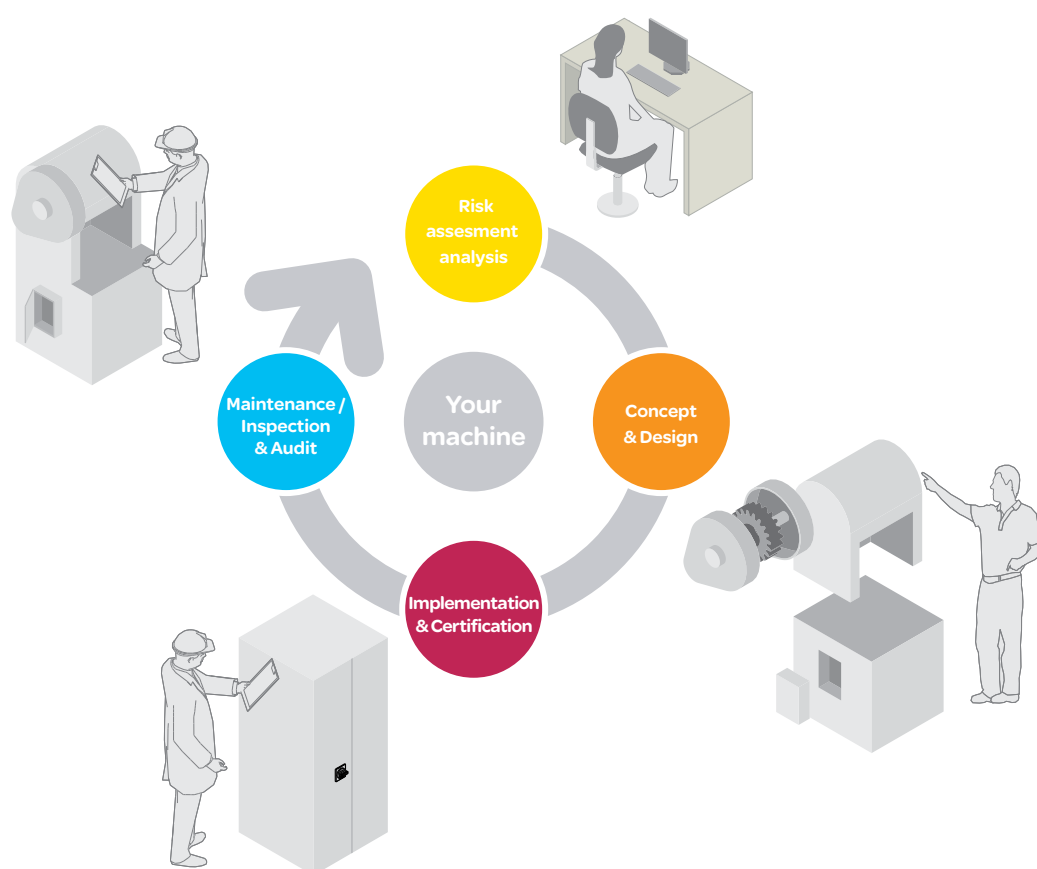 Risk
assesment
analysis
Maintenance /
Inspection
& Audit
Your
machine
Concept
& Design
Implementation
& Certification